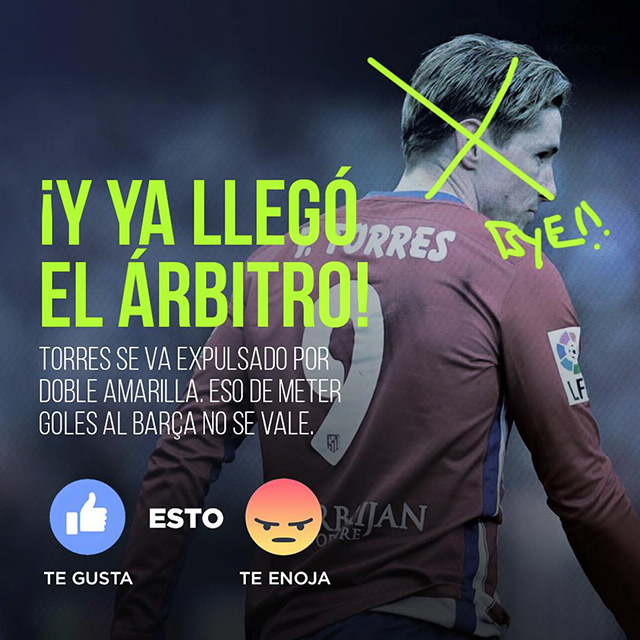 ¡Y YA LLEGÓ
EL ÁRBITRO!
TORRES SE VA EXPULSADO POR
DOBLE AMARILLA. ESO DE METER
GOLES AL BARÇA NO SE VALE.
ESTO
TE GUSTA
TE ENOJA
TORRES
9
BYE!!